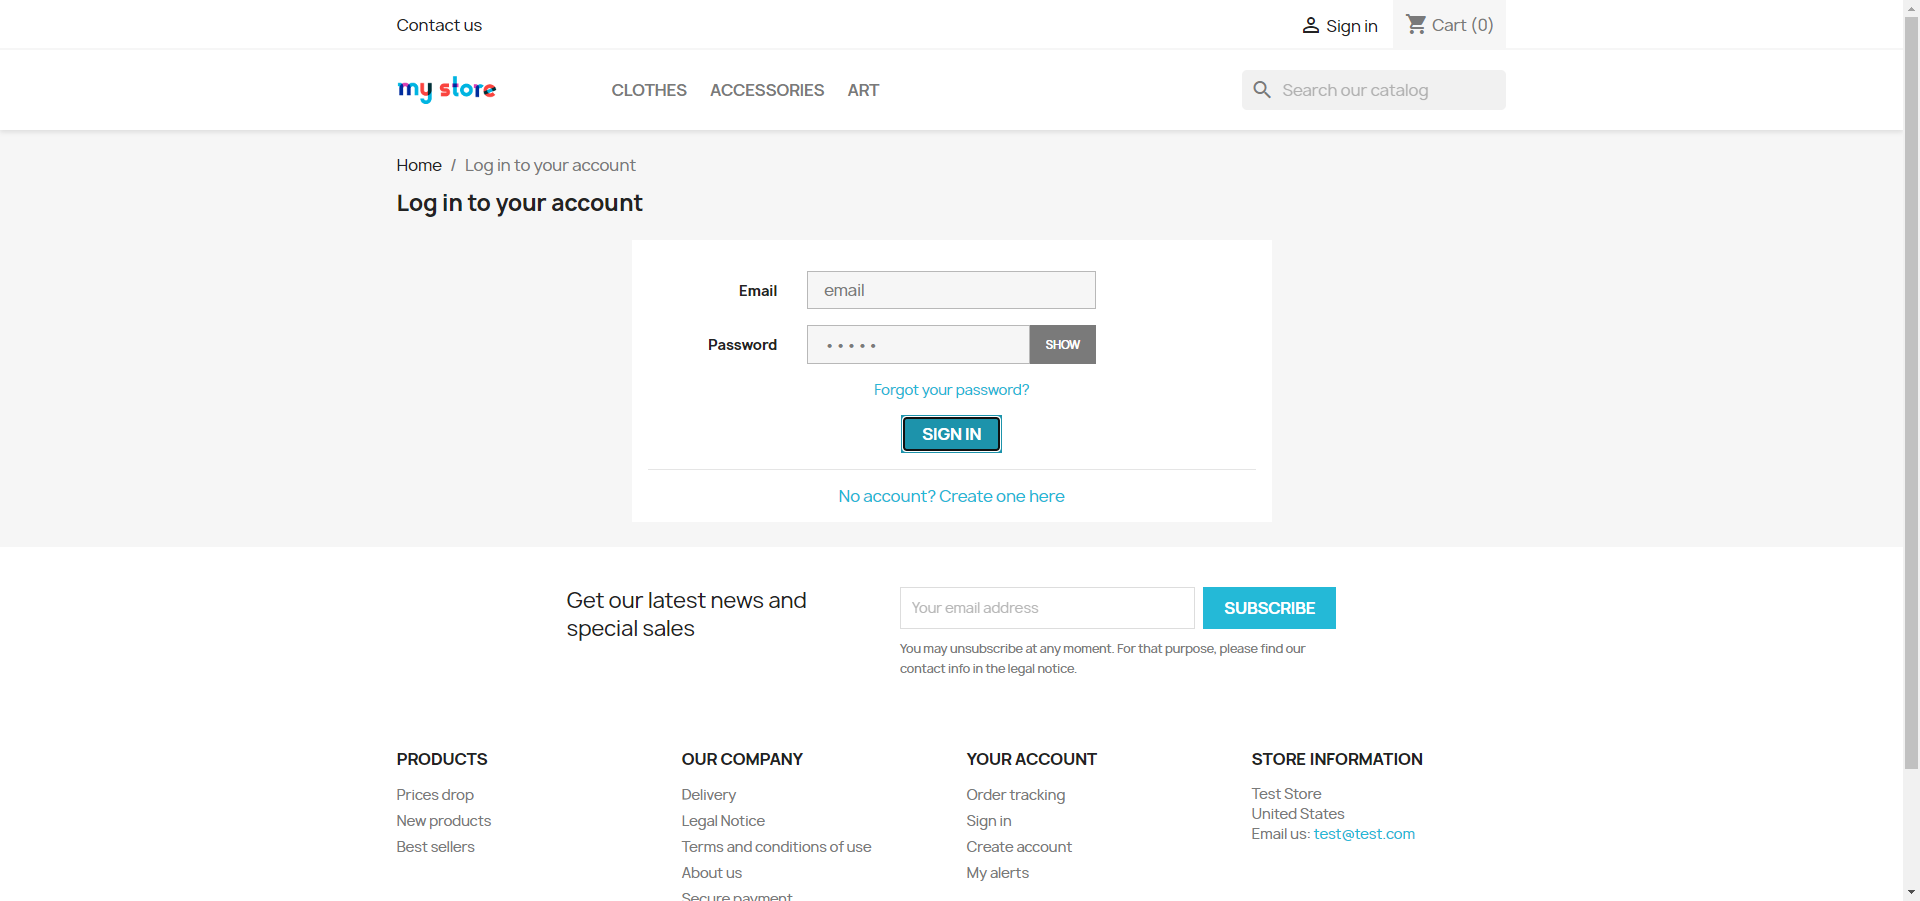 Contact us
Sign in
Cart (0)
my store
CLOTHES
ACCESSORIES
ART
Search our catalog
Home / Log in to your account
Log in to your account
Email
email
Password
•••••
SHOW
Forgot your password?
SIGN IN
No account? Create one here
Get our latest news and
special sales
Your email address
SUBSCRIBE
You may unsubscribe at any moment. For that purpose, please find our
contact info in the legal notice.
PRODUCTS
Prices drop
New products
Best sellers
OUR COMPANY
Delivery
Legal Notice
Terms and conditions of use
About us
Secure payment
YOUR ACCOUNT
Order tracking
Sign in
Create account
My alerts
STORE INFORMATION
Test Store
United States
Email us: test@test.com